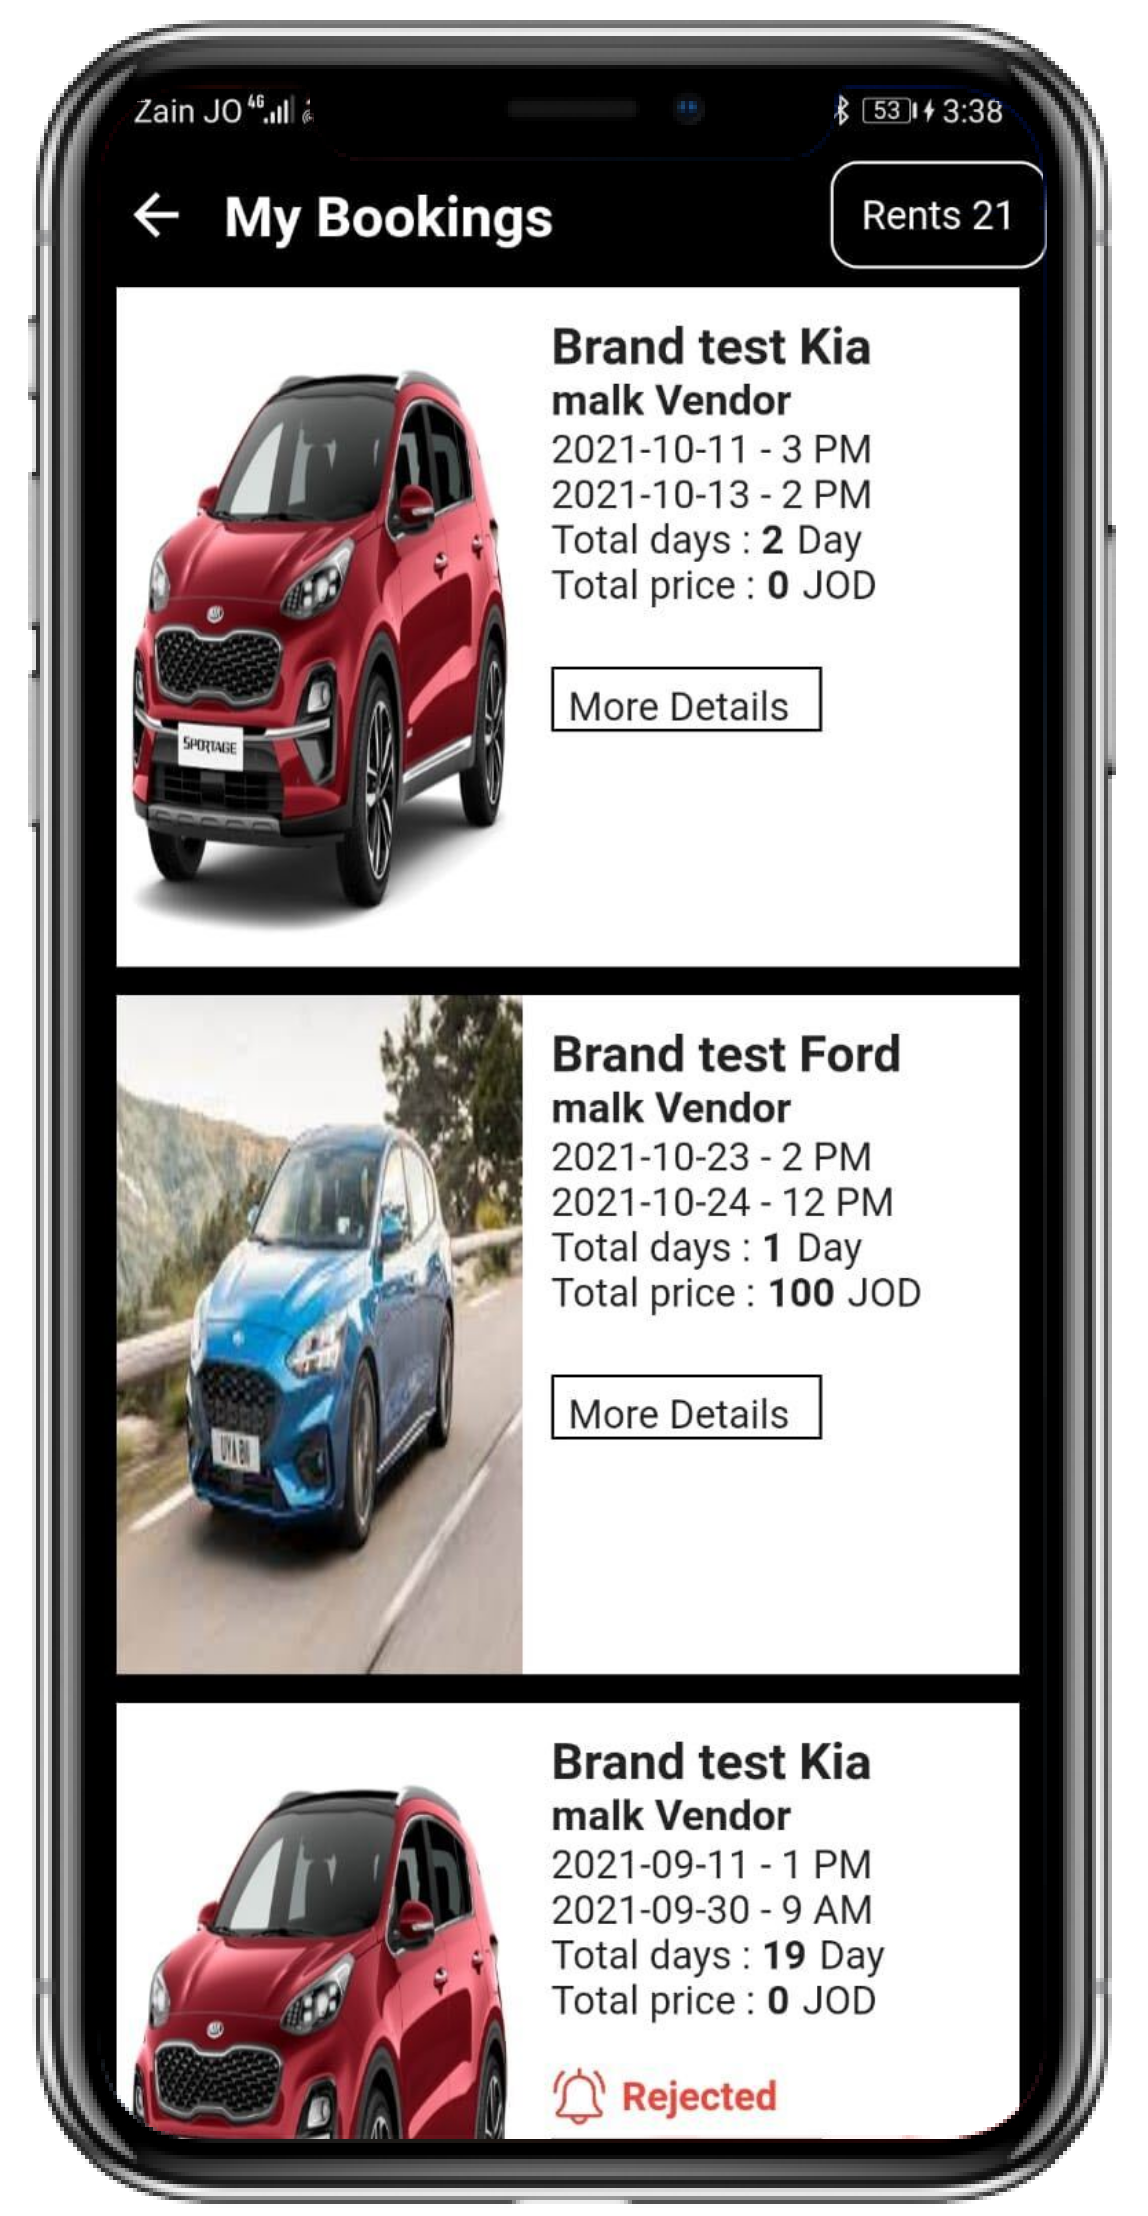 Zain JO 4G
53 3:38
My Bookings
Rents 21
Brand test Kia
malk Vendor
2021-10-11 - 3 PM
2021-10-13 - 2 PM
Total days : 2 Day
Total price : 0 JOD
More Details
SPORTAGE
Brand test Ford
malk Vendor
2021-10-23 - 2 PM
2021-10-24 - 12 PM
Total days : 1 Day
Total price : 100 JOD
More Details
Brand test Kia
malk Vendor
2021-09-11 - 1 PM
2021-09-30 - 9 AM
Total days : 19 Day
Total price : 0 JOD
Rejected